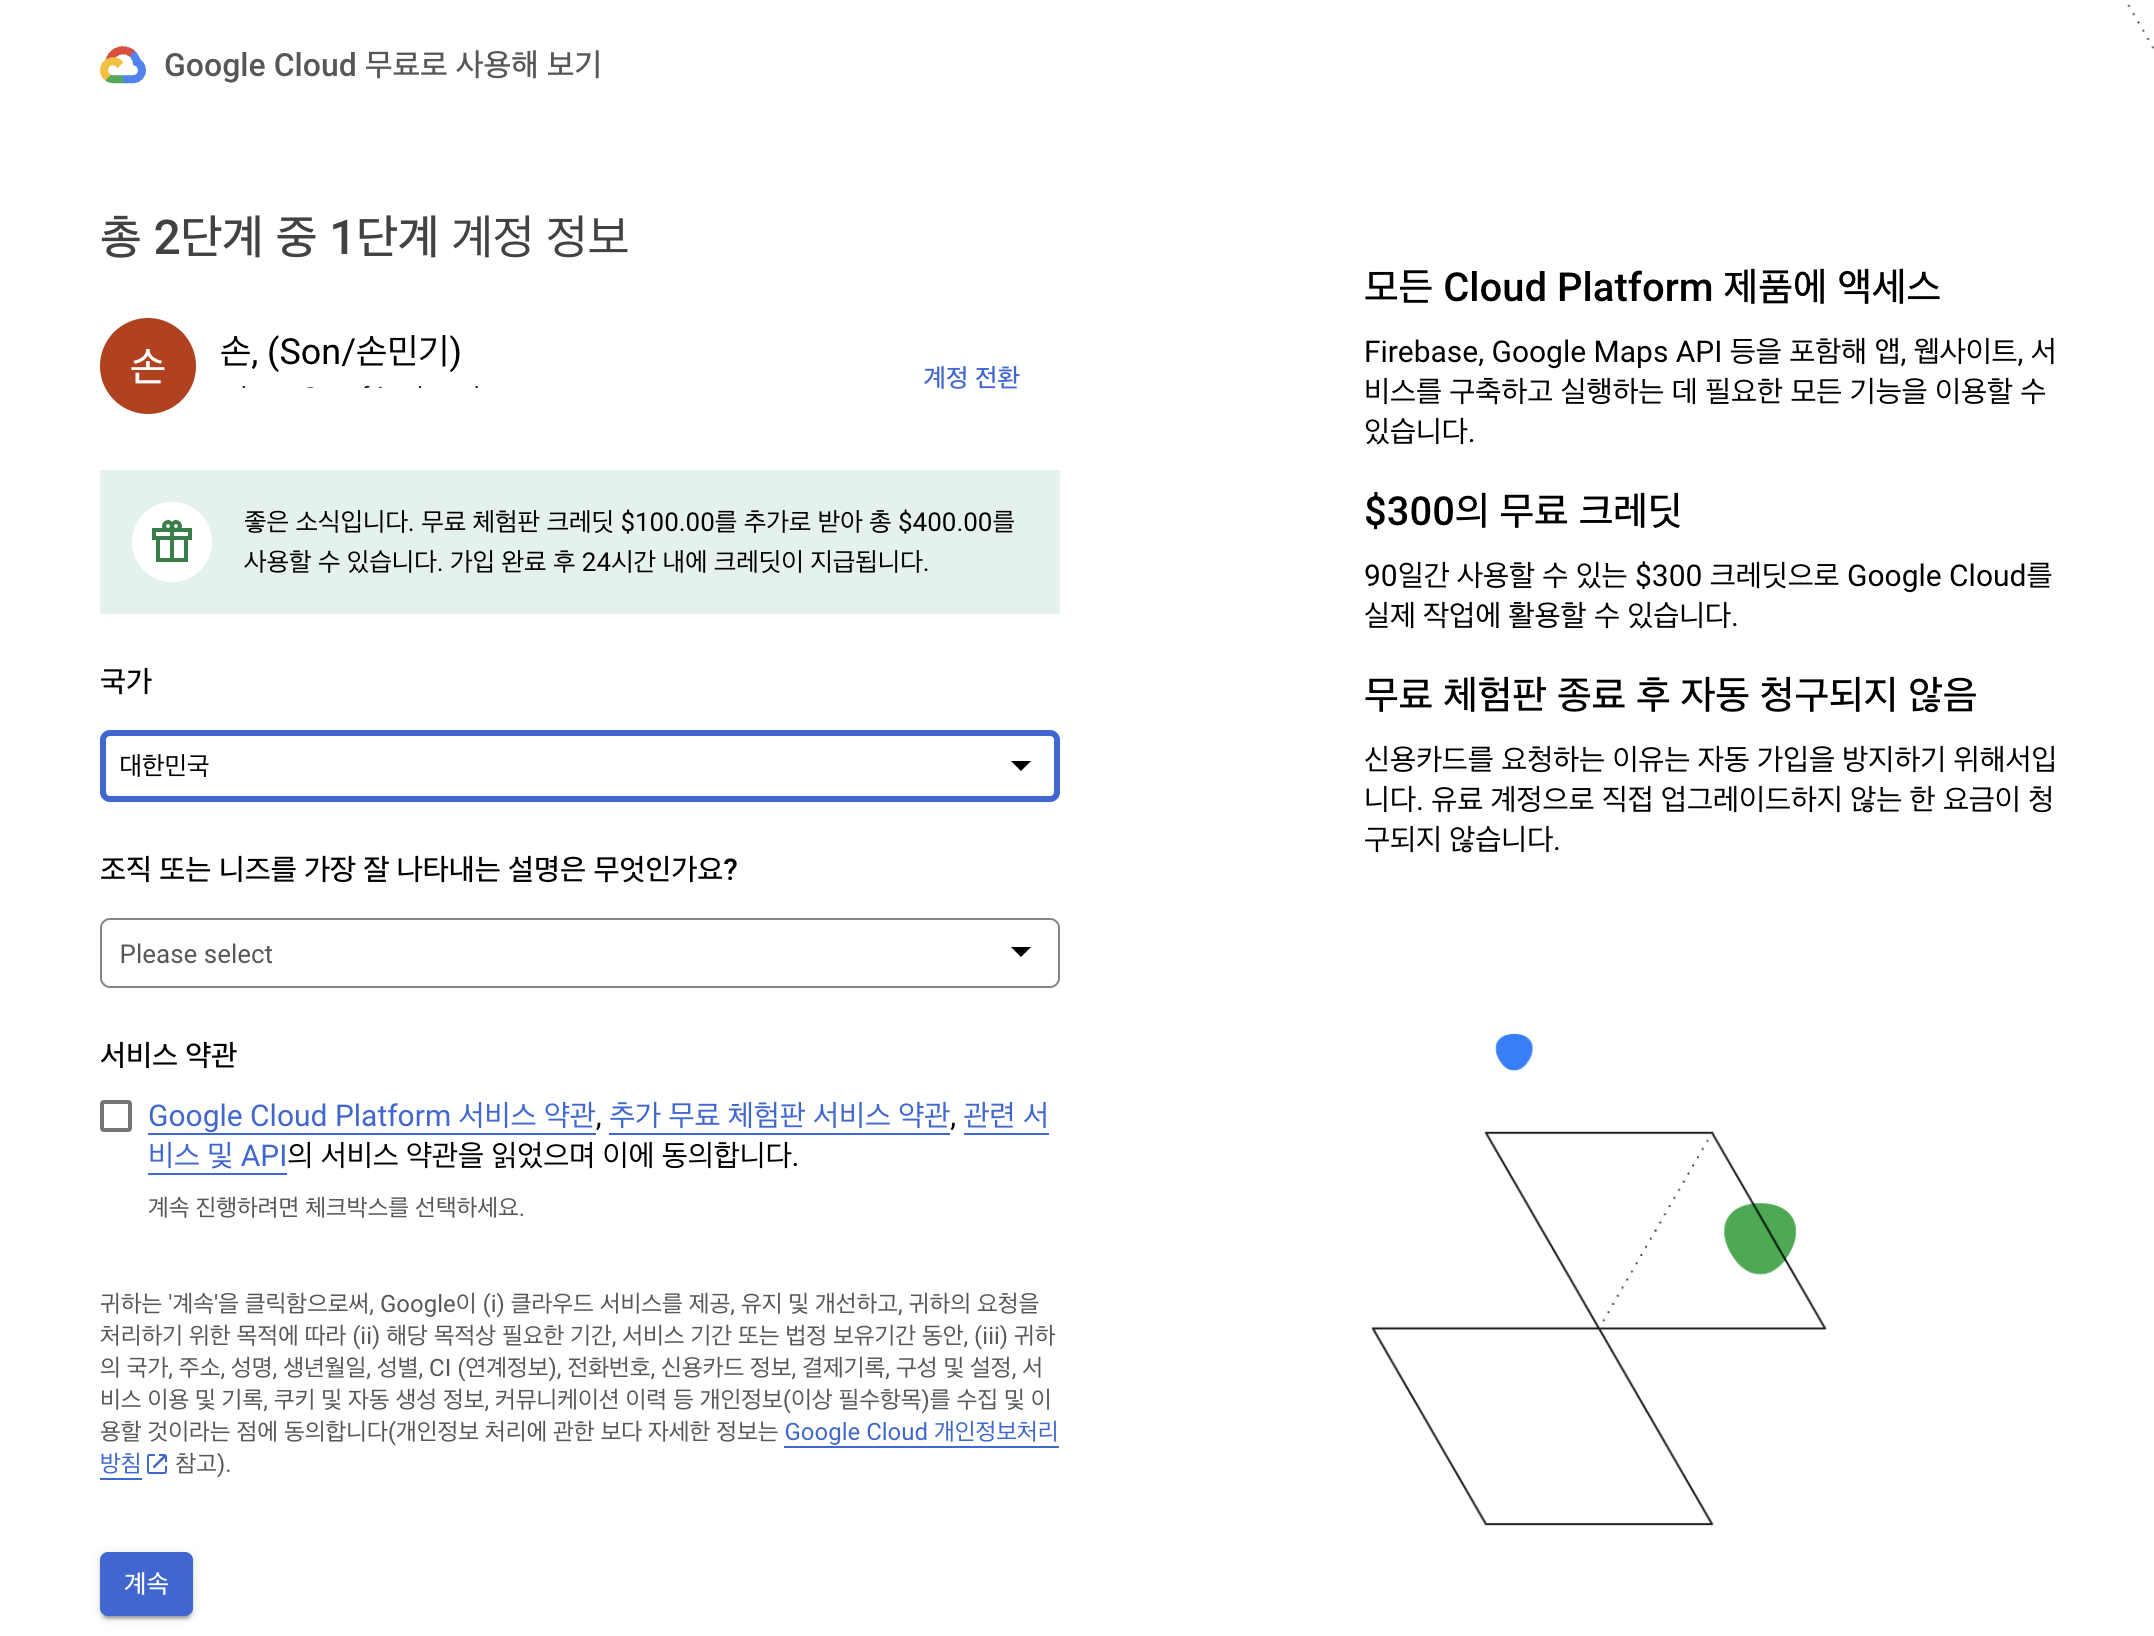 Google Cloud 무료로 사용해 보기
총 2단계 중 1단계 계정 정보
손
손, (Son/손민기)
계정 전환
좋은 소식입니다. 무료 체험판 크레딧 $100.00를 추가로 받아 총 $400.00를
사용할 수 있습니다. 가입 완료 후 24시간 내에 크레딧이 지급됩니다.
국가
대한민국
조직 또는 니즈를 가장 잘 나타내는 설명은 무엇인가요?
Please select
서비스 약관
Google Cloud Platform 서비스 약관, 추가 무료 체험판 서비스 약관, 관련 서
비스 및 API의 서비스 약관을 읽었으며 이에 동의합니다.
계속 진행하려면 체크박스를 선택하세요.
귀하는 '계속'을 클릭함으로써, Google이 (i) 클라우드 서비스를 제공, 유지 및 개선하고, 귀하의 요청을
처리하기 위한 목적에 따라 (ii) 해당 목적상 필요한 기간, 서비스 기간 또는 법정 보유기간 동안, (iii) 귀하
의 국가, 주소, 성명, 생년월일, 성별, CI (연계정보), 전화번호, 신용카드 정보, 결제기록, 구성 및 설정, 서
비스 이용 및 기록, 쿠키 및 자동 생성 정보, 커뮤니케이션 이력 등 개인정보(이상 필수항목)를 수집 및 이
용할 것이라는 점에 동의합니다(개인정보 처리에 관한 보다 자세한 정보는 Google Cloud 개인정보처리
방침 참고).
계속
모든 Cloud Platform 제품에 액세스
Firebase, Google Maps API 등을 포함해 앱, 웹사이트, 서
비스를 구축하고 실행하는 데 필요한 모든 기능을 이용할 수
있습니다.
$300의 무료 크레딧
90일간 사용할 수 있는 $300 크레딧으로 Google Cloud를
실제 작업에 활용할 수 있습니다.
무료 체험판 종료 후 자동 청구되지 않음
신용카드를 요청하는 이유는 자동 가입을 방지하기 위해서입
니다. 유료 계정으로 직접 업그레이드하지 않는 한 요금이 청
구되지 않습니다.